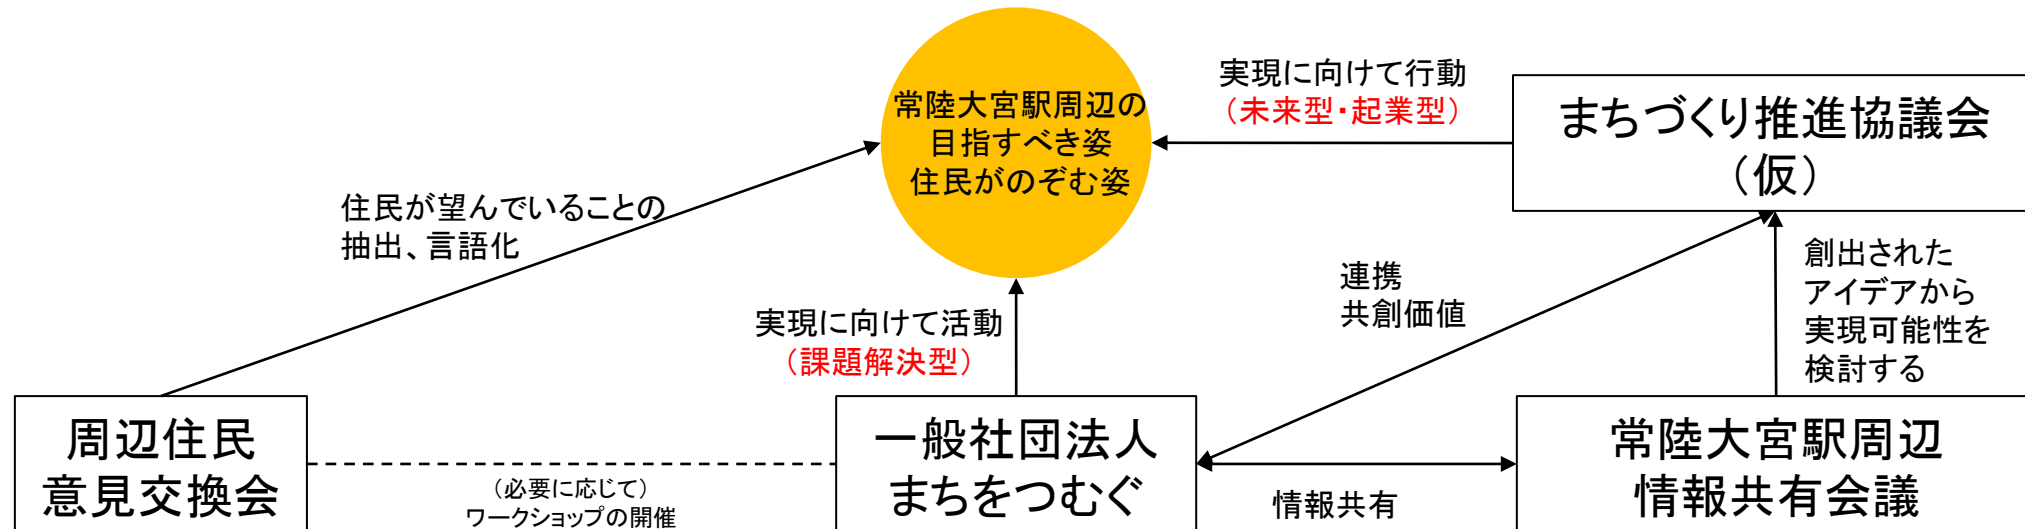 常陸大宮駅周辺の
目指すべき姿
住民がのぞむ姿
実現に向けて行動
（未来型・起業型）
まちづくり推進協議会
（仮）
住民が望んでいることの
抽出、言語化
実現に向けて活動
（課題解決型）
連携
共創価値
創出された
アイデアから
実現可能性を
検討する
周辺住民
意見交換会
（必要に応じて）
ワークショップの開催
一般社団法人
まちをつむぐ
情報共有
常陸大宮駅周辺
情報共有会議